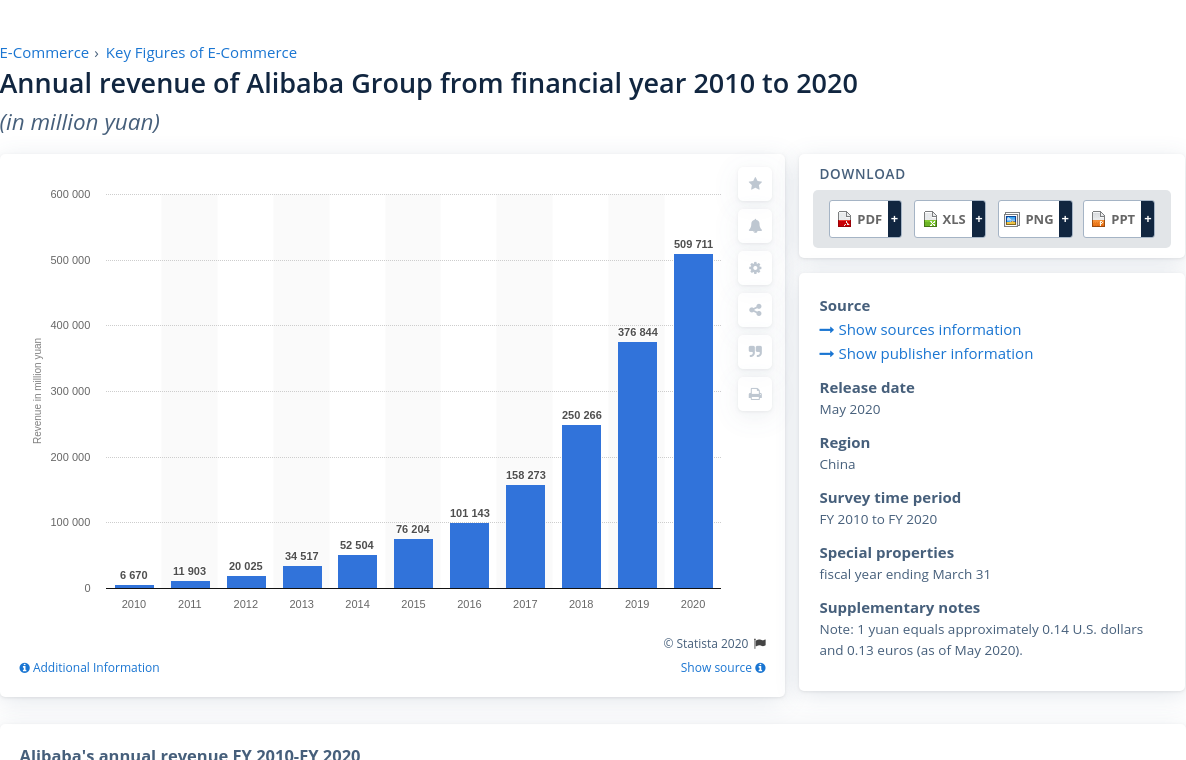 E-Commerce › Key Figures of E-Commerce
Annual revenue of Alibaba Group from financial year 2010 to 2020
(in million yuan)
Revenue in million yuan
600 000
500 000
400 000
300 000
200 000
100 000
0
6 670
11 903
20 025
34 517
52 504
76 204
101 143
158 273
250 266
376 844
509 711
2010 2011 2012 2013 2014 2015 2016 2017 2018 2019 2020
© Statista 2020
Additional Information
Show source
DOWNLOAD
PDF + XLS + PNG + PPT +
Source
Show sources information
Show publisher information
Release date
May 2020
Region
China
Survey time period
FY 2010 to FY 2020
Special properties
fiscal year ending March 31
Supplementary notes
Note: 1 yuan equals approximately 0.14 U.S. dollars
and 0.13 euros (as of May 2020).
Alibaba's annual revenue FY 2010-FY 2020